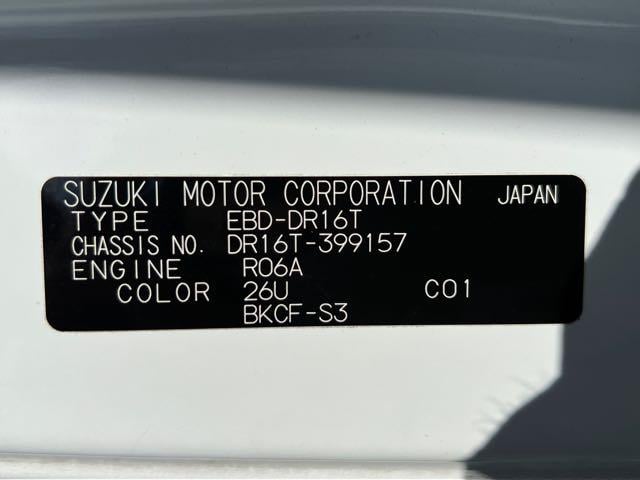 SUZUKI MOTOR CORPORATION JAPAN
TYPE EBD-DR16T
CHASSIS NO. DR16T-399157
ENGINE R06A
COLOR 26U C01
BKCF-S3